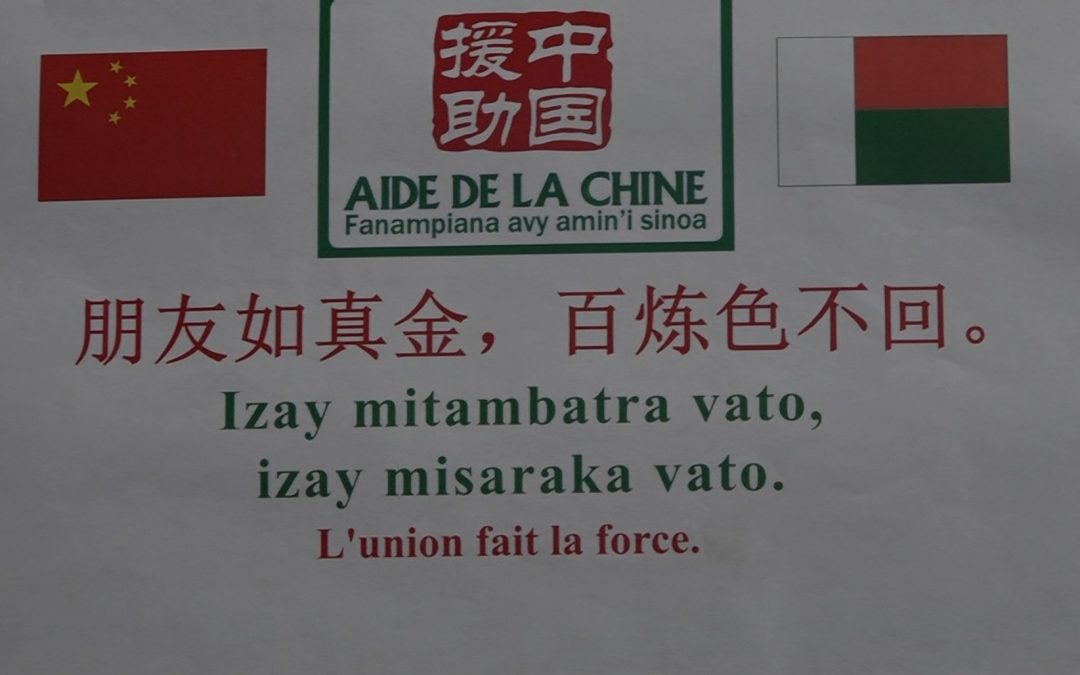 援中
助国
AIDE DE LA CHINE
Fanampiana avy amin'i sinoa
朋友如真金，百炼色不回。
Izay mitambatra vato,
izay misaraka vato.
L'union fait la force.